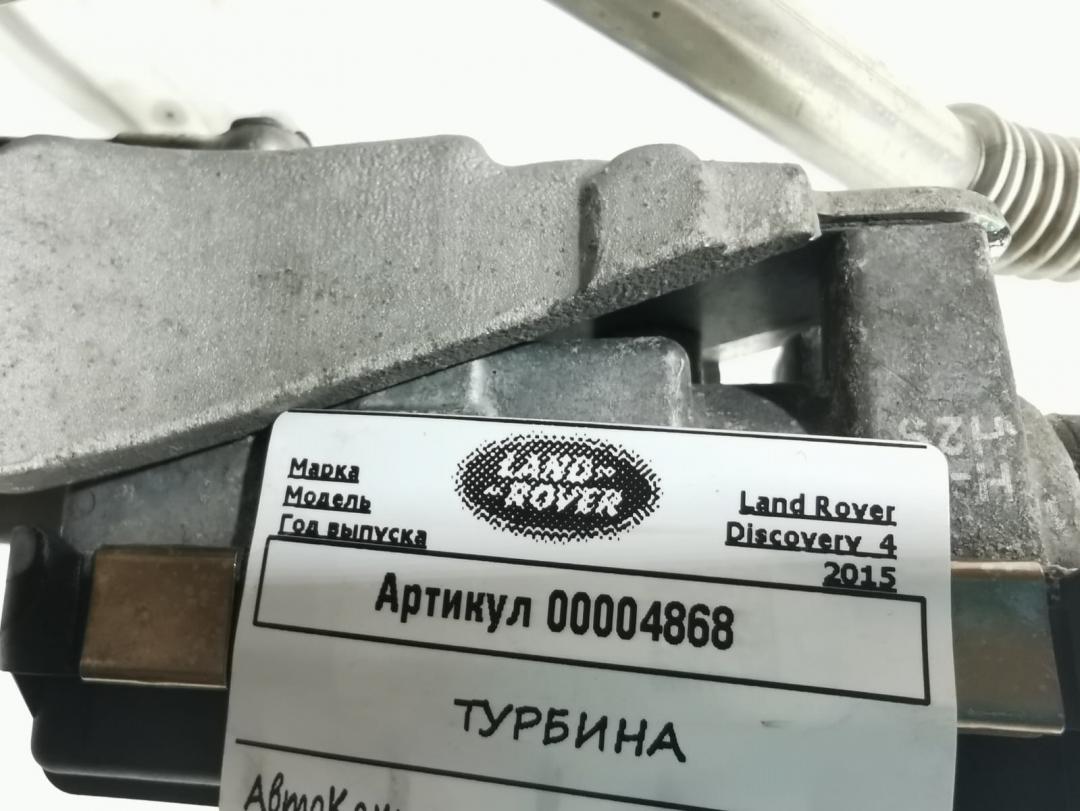 Марка
Модель
Год выпуска
LAND
ROVER
Land Rover
Discovery 4
2015
Артикул 00004868
ТУРБИНА